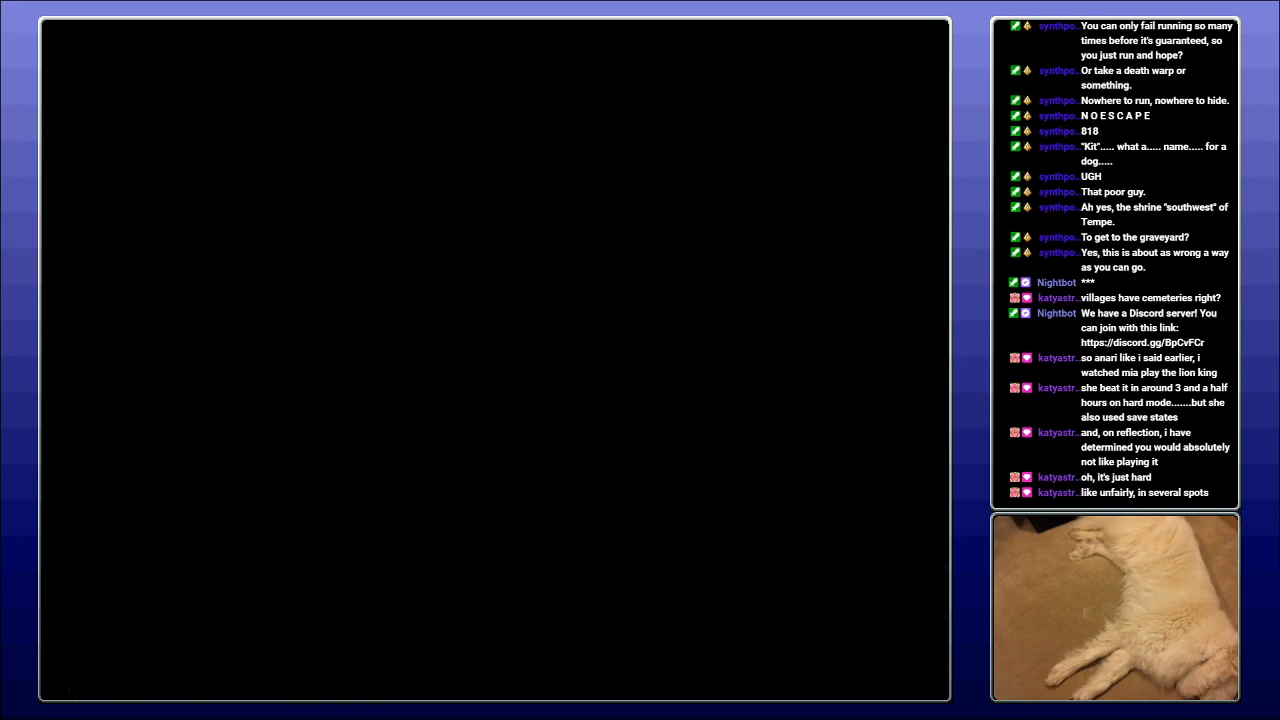 synthpo.. You can only fail running so many
times before it's guaranteed, so
you just run and hope?
synthpo.. Or take a death warp or
something.
synthpo.. Nowhere to run, nowhere to hide.
synthpo.. N O E S C A P E
synthpo.. 818
synthpo.. "Kit"..... what a..... name..... for a
dog.....
synthpo.. UGH
synthpo.. That poor guy.
synthpo.. Ah yes, the shrine "southwest" of
Tempe.
synthpo.. To get to the graveyard?
synthpo.. Yes, this is about as wrong a way
as you can go.
Nightbot ***
katyastr.. villages have cemeteries right?
Nightbot We have a Discord server! You
can join with this link:
https://discord.gg/BpCvFCr
katyastr.. so anari like i said earlier, i
watched mia play the lion king
katyastr.. she beat it in around 3 and a half
hours on hard mode.......but she
also used save states
katyastr.. and, on reflection, i have
determined you would absolutely
not like playing it
katyastr.. oh, it's just hard
katyastr.. like unfairly, in several spots